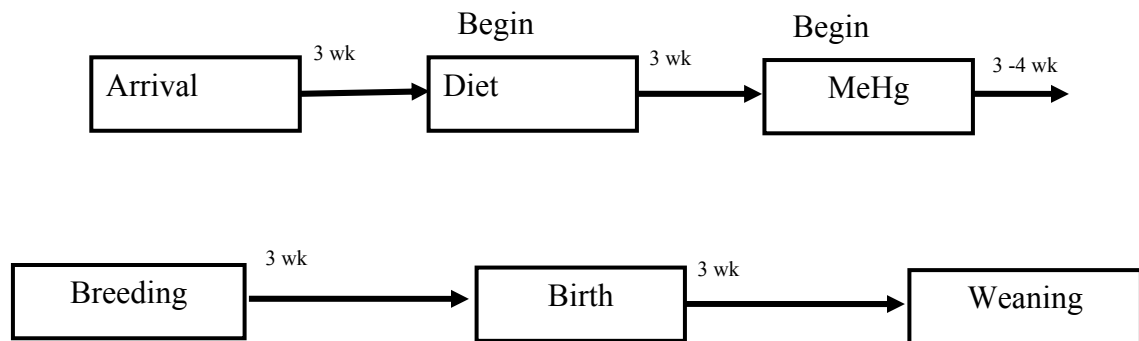 Begin
Begin
Arrival
3 wk
Diet
3 wk
MeHg
3 -4 wk
Breeding
3 wk
Birth
3 wk
Weaning